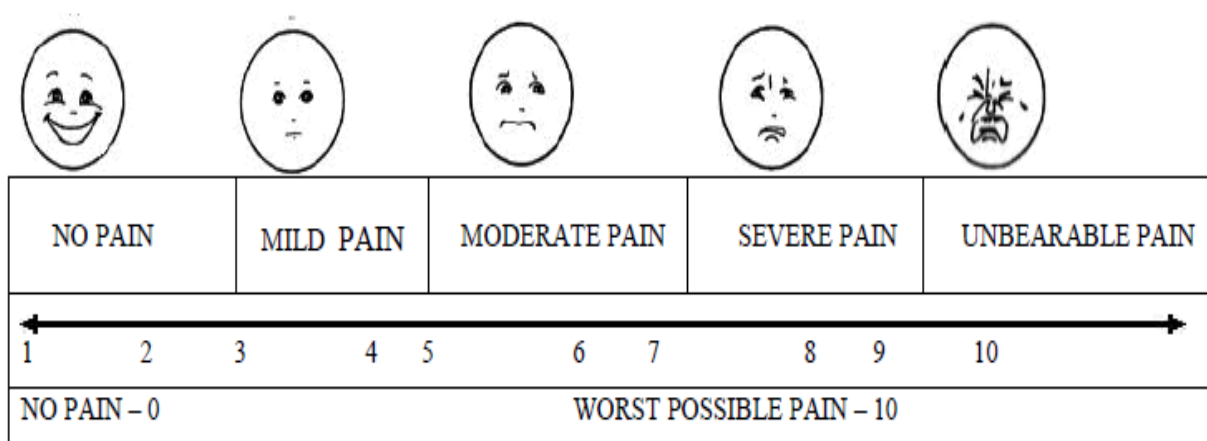 NO PAIN MILD PAIN MODERATE PAIN SEVERE PAIN UNBEARABLE PAIN
1 2 3 4 5 6 7 8 9 10
NO PAIN – 0 WORST POSSIBLE PAIN – 10